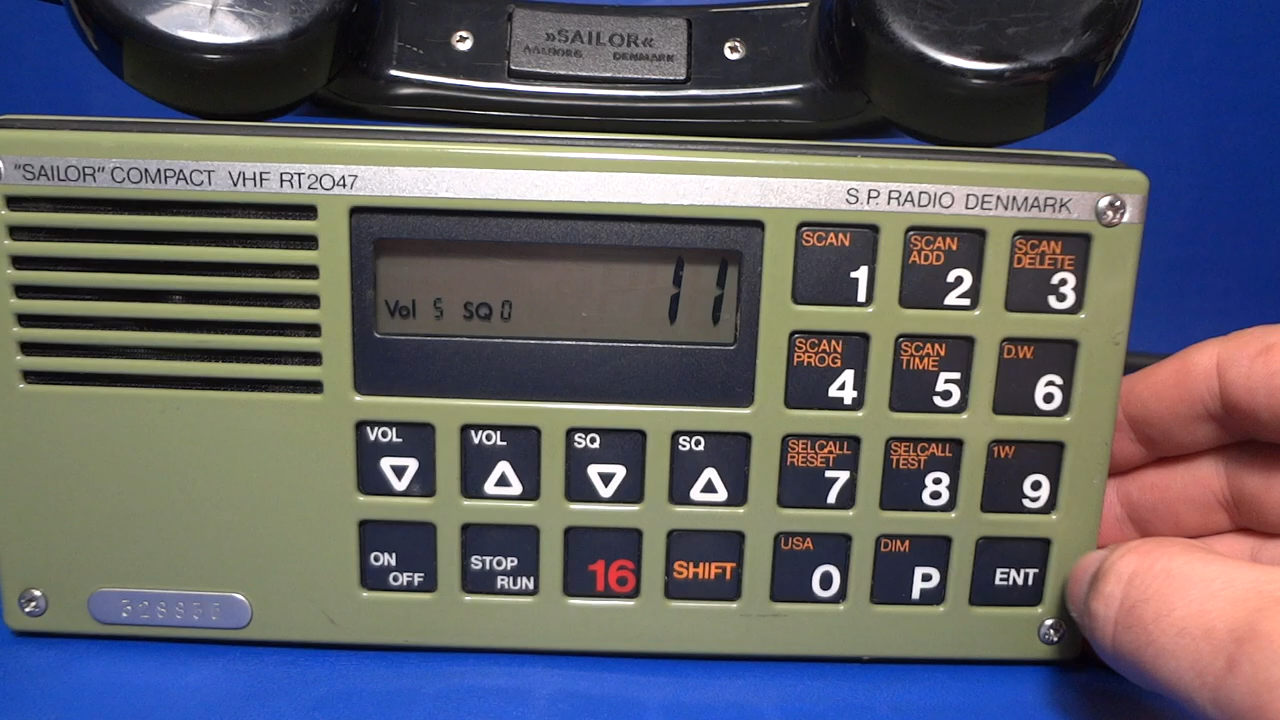 »SAILOR«
AALBORG DENMARK
"SAILOR" COMPACT VHF RT2047
S.P. RADIO DENMARK
Vol 5 SQ 0 11
SCAN 1
SCAN ADD 2
SCAN DELETE 3
SCAN PROG 4
SCAN TIME 5
D.W. 6
VOL
VOL
SQ
SQ
SELCALL RESET 7
SELCALL TEST 8
1W 9
ON OFF
STOP RUN
16
SHIFT
USA 0
DIM P
ENT